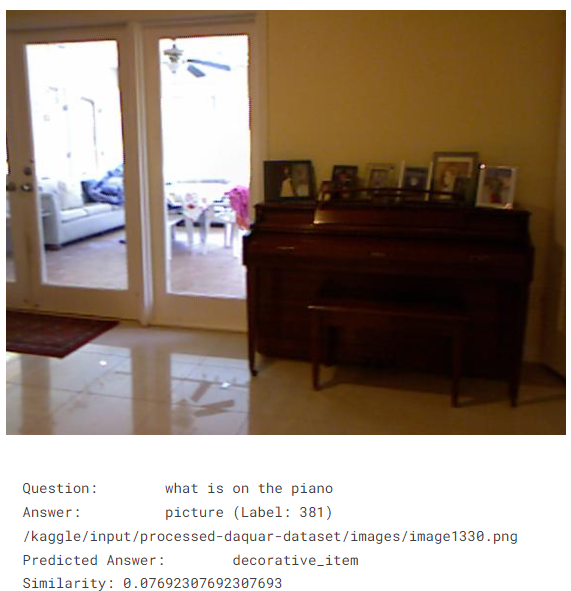 Question: what is on the piano
Answer: picture (Label: 381)
/kaggle/input/processed-daquar-dataset/images/image1330.png
Predicted Answer: decorative_item
Similarity: 0.07692307692307693